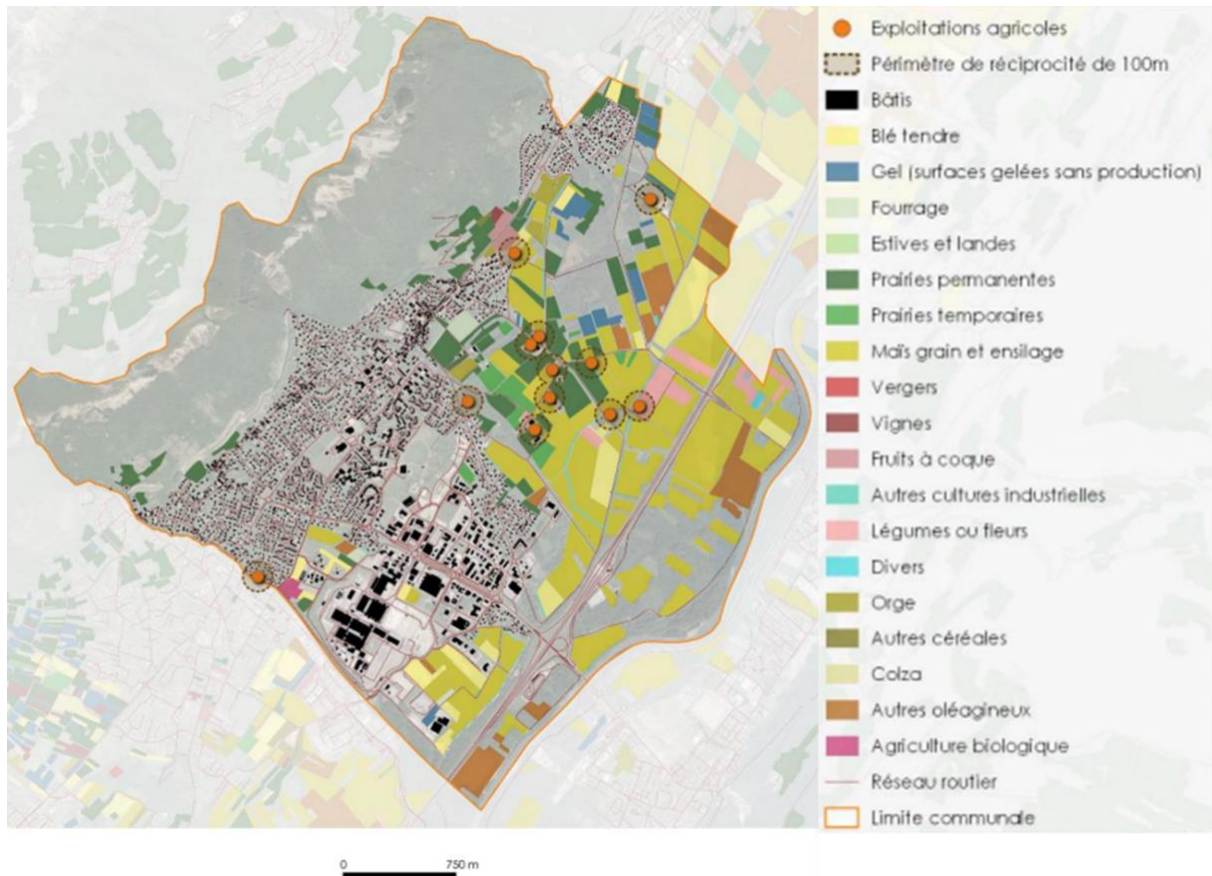 Exploitations agricoles
Périmètre de réciprocité de 100m
Bâtis
Blé tendre
Gel (surfaces gelées sans production)
Fourrage
Estives et landes
Prairies permanentes
Prairies temporaires
Maïs grain et ensilage
Vergers
Vignes
Fruits à coque
Autres cultures industrielles
Légumes ou fleurs
Divers
Orge
Autres céréales
Colza
Autres oléagineux
Agriculture biologique
Réseau routier
Limite communale
0 750 m